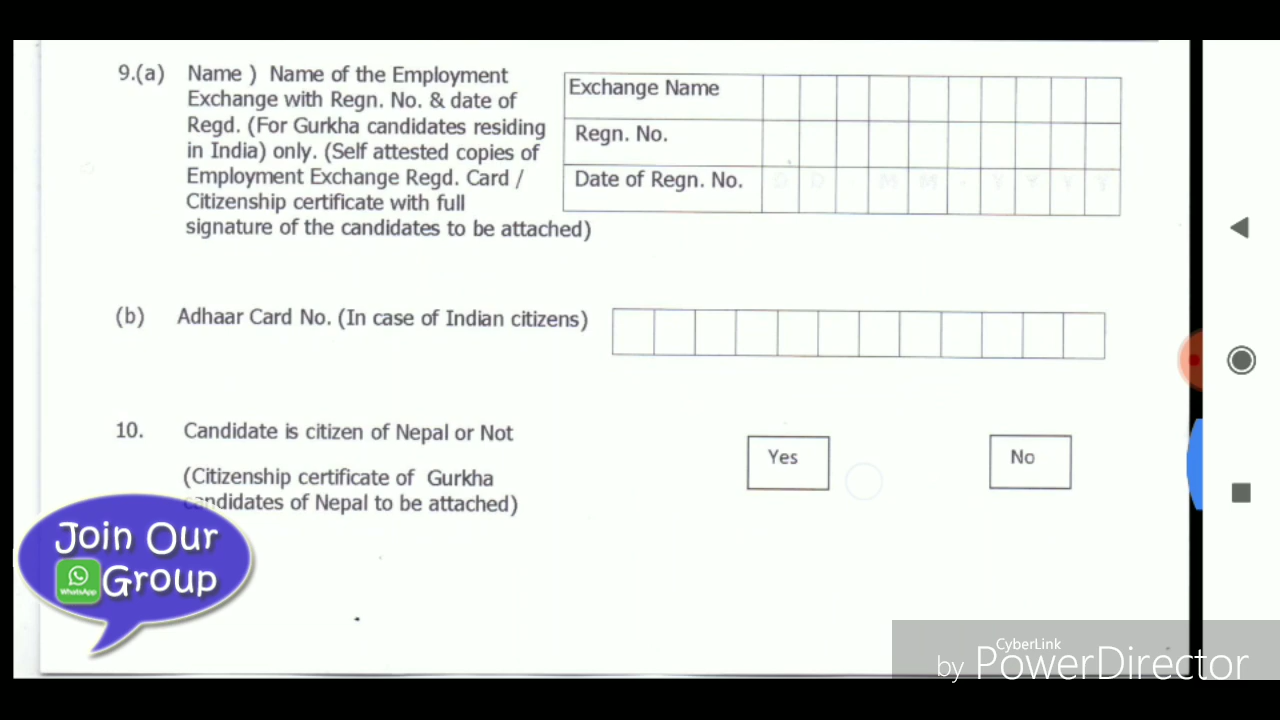 9.(a) Name ) Name of the Employment
Exchange with Regn. No. & date of
Regd. (For Gurkha candidates residing
in India) only. (Self attested copies of
Employment Exchange Regd. Card /
Citizenship certificate with full
signature of the candidates to be attached)
Exchange Name
Regn. No.
Date of Regn. No. D D M M - Y Y Y Y
(b) Adhaar Card No. (In case of Indian citizens)
10. Candidate is citizen of Nepal or Not
Yes No
(Citizenship certificate of Gurkha
candidates of Nepal to be attached)
Join Our
WhatsApp Group
CyberLink
by PowerDirector